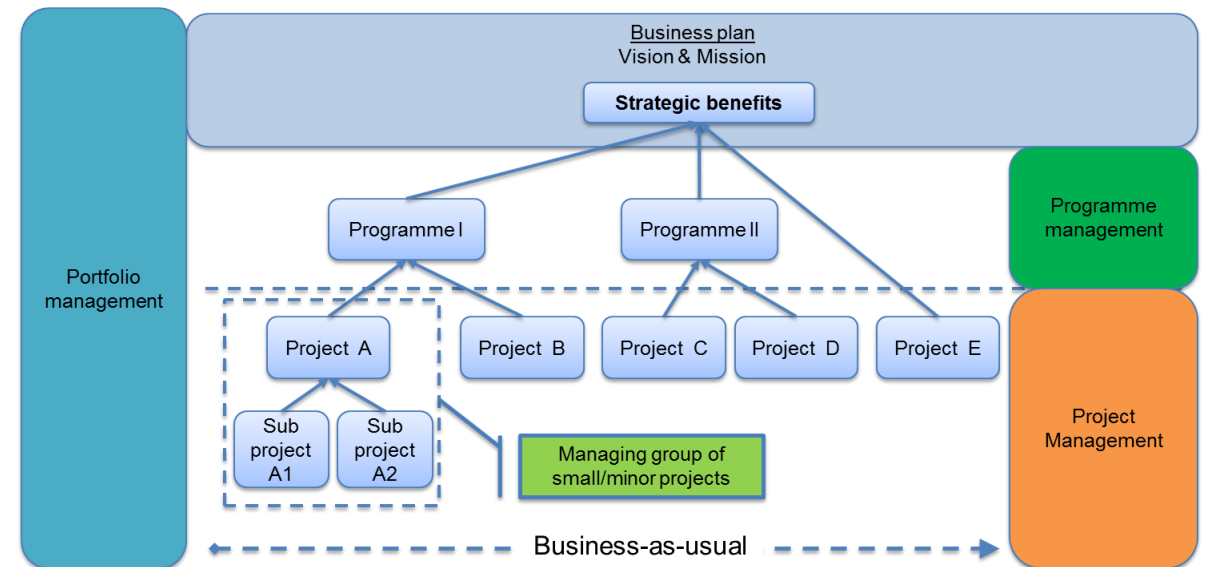 Business plan
Vision & Mission
Strategic benefits
Portfolio
management
Programme I
Programme II
Programme
management
Project A
Project B
Project C
Project D
Project E
Sub
project
A1
Sub
project
A2
Managing group of
small/minor projects
Project
Management
Business-as-usual